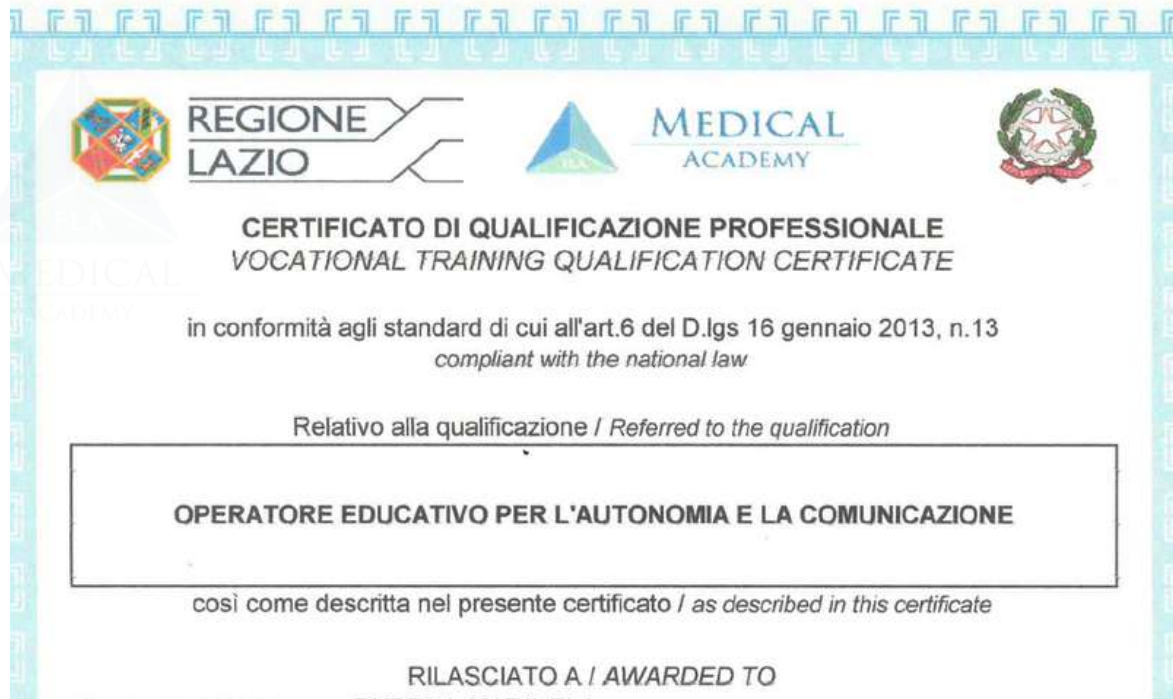 REGIONE
LAZIO
MEDICAL
ACADEMY
CERTIFICATO DI QUALIFICAZIONE PROFESSIONALE
VOCATIONAL TRAINING QUALIFICATION CERTIFICATE
in conformità agli standard di cui all'art.6 del D.lgs 16 gennaio 2013, n.13
compliant with the national law
Relativo alla qualificazione / Referred to the qualification
OPERATORE EDUCATIVO PER L'AUTONOMIA E LA COMUNICAZIONE
così come descritta nel presente certificato / as described in this certificate
RILASCIATO A / AWARDED TO